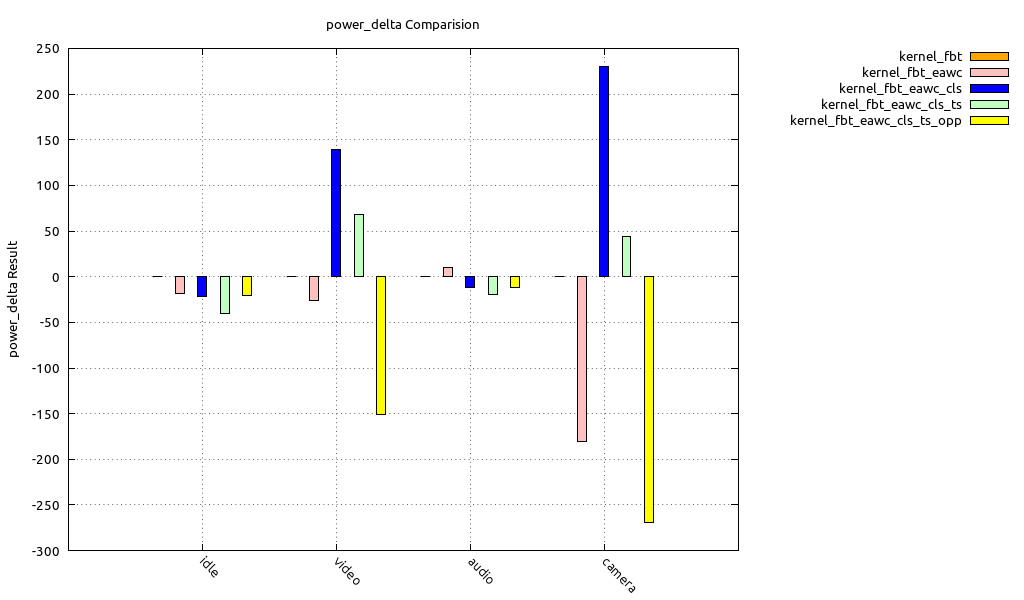 power_delta Comparision
kernel_fbt
kernel_fbt_eawc
kernel_fbt_eawc_cls
kernel_fbt_eawc_cls_ts
kernel_fbt_eawc_cls_ts_opp
power_delta Result
250
200
150
100
50
0
-50
-100
-150
-200
-250
-300
idle
video
audio
camera